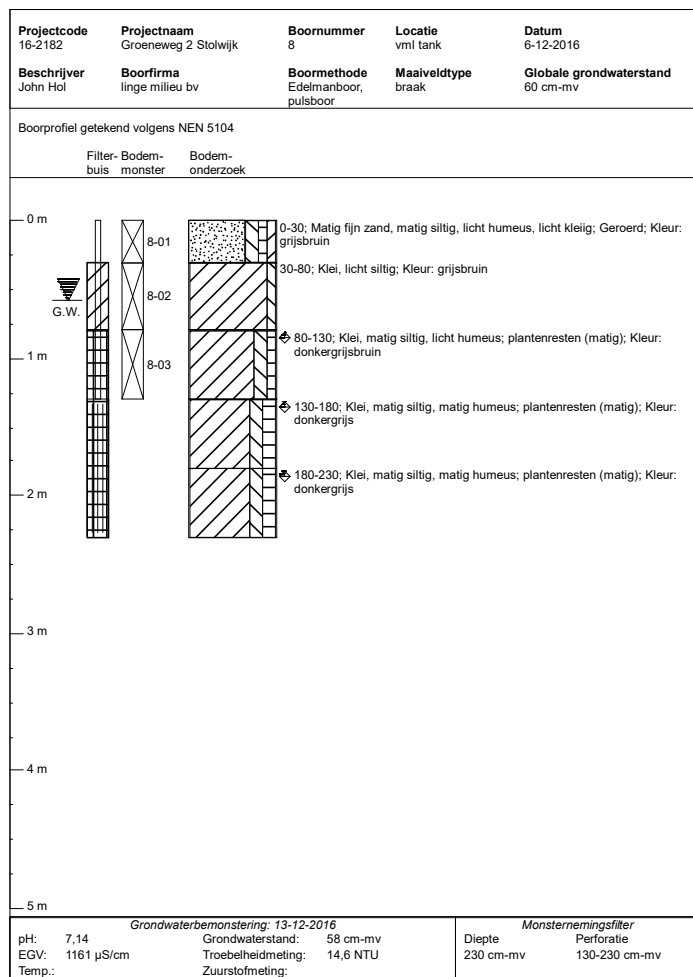 Projectcode Projectnaam Boornummer Locatie Datum
16-2182 Groeneweg 2 Stolwijk 8 vml tank 6-12-2016
Beschrijver Boorfirma Boormethode Maaiveldtype Globale grondwaterstand
John Hol linge milieu bv Edelmanboor, braak 60 cm-mv
pulsboor
Boorprofiel getekend volgens NEN 5104
Filter- Bodem- Bodem-
buis monster onderzoek
0 m
8-01
0-30; Matig fijn zand, matig siltig, licht humeus, licht kleiig; Geroerd; Kleur:
grijsbruin
30-80; Klei, licht siltig; Kleur: grijsbruin
8-02
G.W.
80-130; Klei, matig siltig, licht humeus; plantenresten (matig); Kleur:
donkergrijsbruin
1 m
8-03
130-180; Klei, matig siltig, matig humeus; plantenresten (matig); Kleur:
donkergrijs
180-230; Klei, matig siltig, matig humeus; plantenresten (matig); Kleur:
donkergrijs
2 m
3 m
4 m
5 m
Grondwaterbemonstering: 13-12-2016 Monsternemingsfilter
pH: 7,14 Grondwaterstand: 58 cm-mv Diepte Perforatie
EGV: 1161 µS/cm Troebelheidmeting: 14,6 NTU 230 cm-mv 130-230 cm-mv
Temp.: Zuurstofmeting: